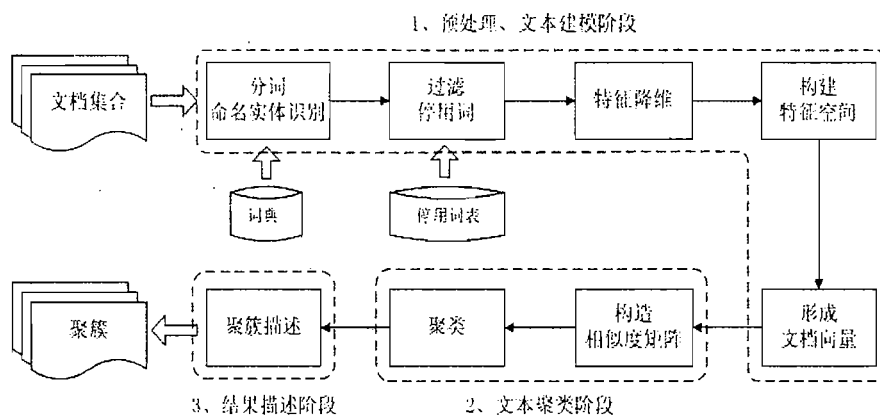 1、预处理、文本建模阶段
文档集合
分词
命名实体识别
过滤
停用词
特征降维
构建
特征空间
词典
停用词表
聚簇
聚簇描述
聚类
构造
相似度矩阵
形成
文档向量
3、结果描述阶段
2、文本聚类阶段